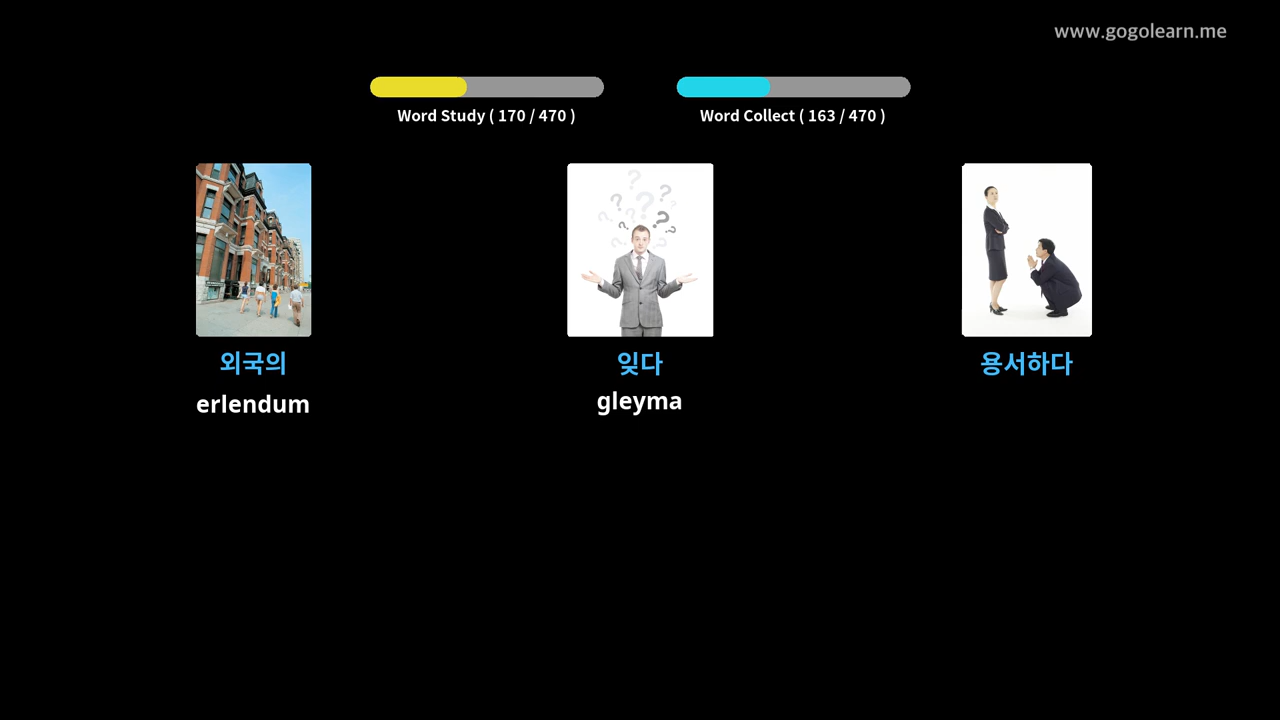 www.gogolearn.me
Word Study ( 170 / 470 )
Word Collect ( 163 / 470 )
외국의
잊다
용서하다
erlendum
gleyma